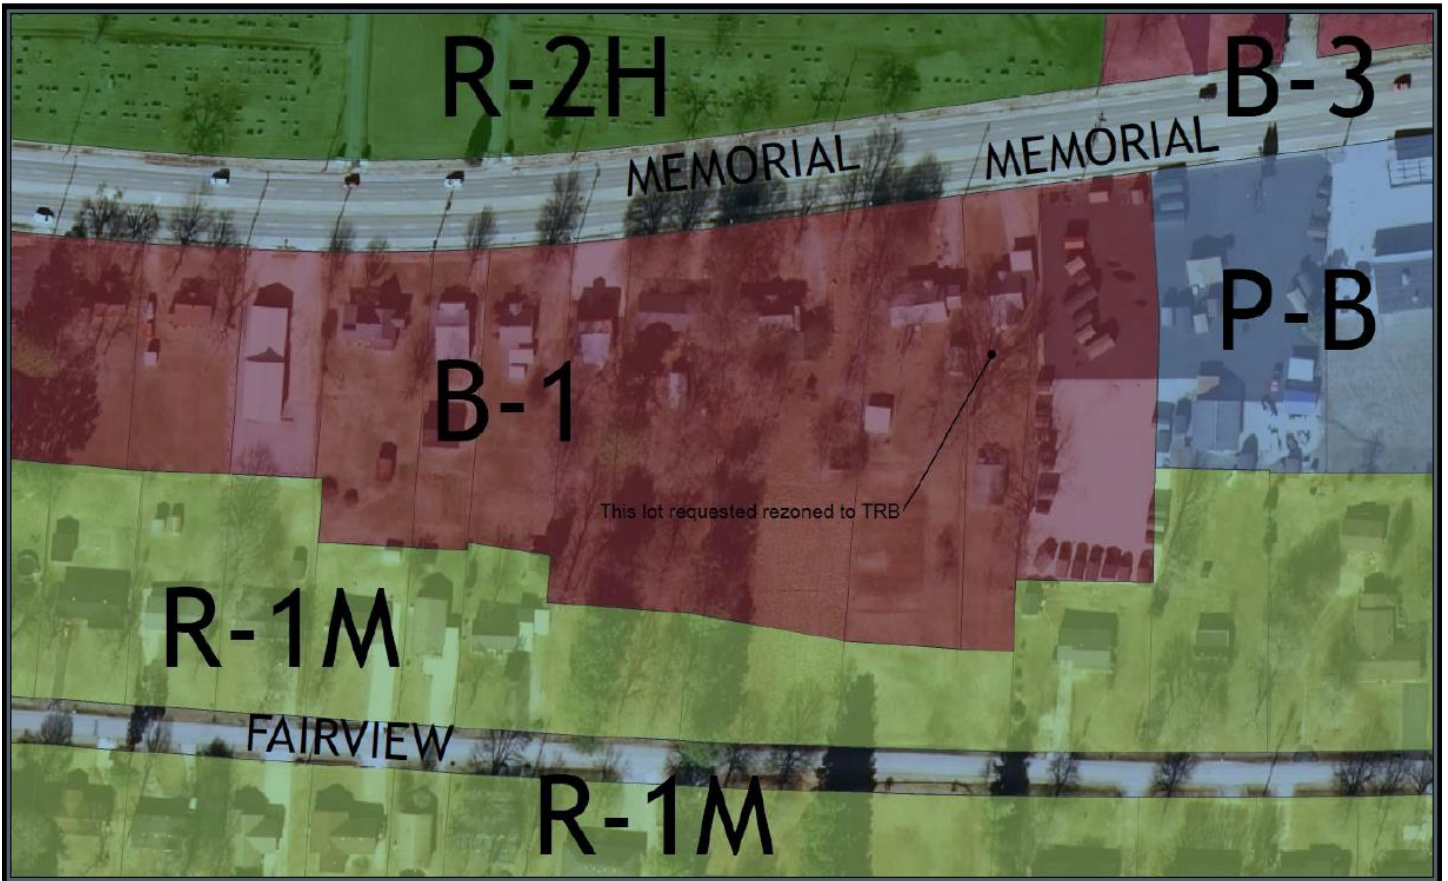 R-2H
B-3
MEMORIAL
MEMORIAL
P-B
B-1
This lot requested rezoned to TRB
R-1M
FAIRVIEW
R-1M